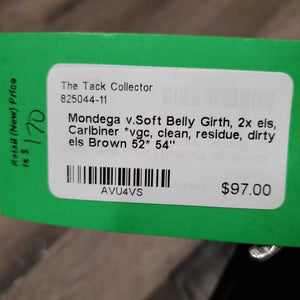 The Tack Collector
825044-11
Mondega v.Soft Belly Girth, 2x els,
Caribiner *vgc, clean, residue, dirty
els Brown 52* 54"
AVU4VS
$97.00
Retail (New) Price
is $ 170